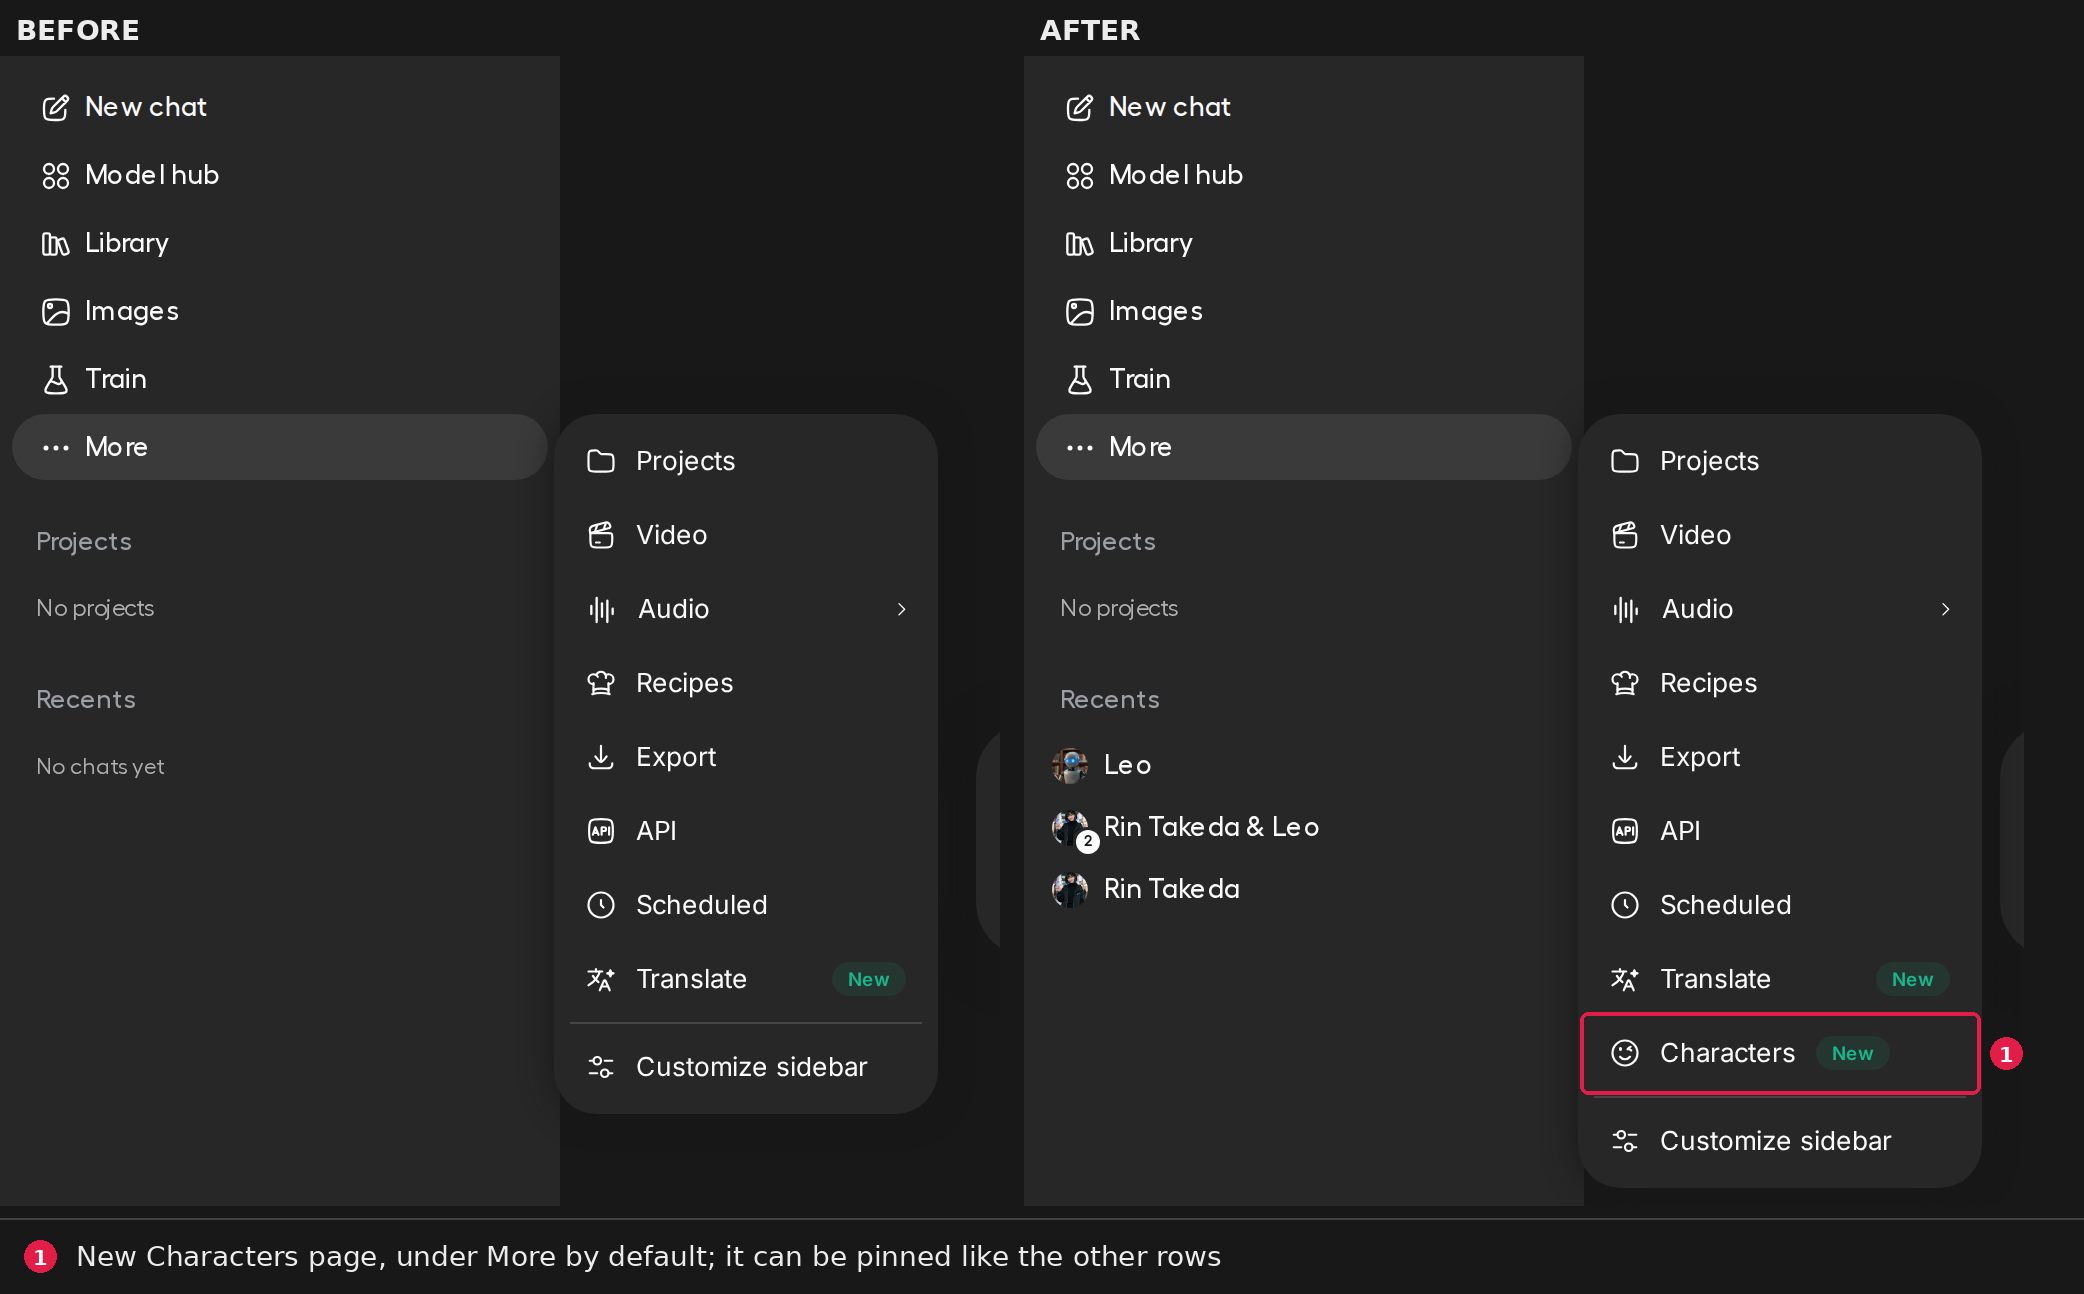 BEFORE
New chat
Model hub
Library
Images
Train
More
Projects
No projects
Recents
No chats yet
Projects
Video
Audio
Recipes
Export
API
API
Scheduled
Translate New
Customize sidebar
AFTER
New chat
Model hub
Library
Images
Train
More
Projects
No projects
Recents
Leo
Rin Takeda & Leo
2
Rin Takeda
Projects
Video
Audio
Recipes
Export
API
API
Scheduled
Translate New
Characters New
1
Customize sidebar
1 New Characters page, under More by default; it can be pinned like the other rows